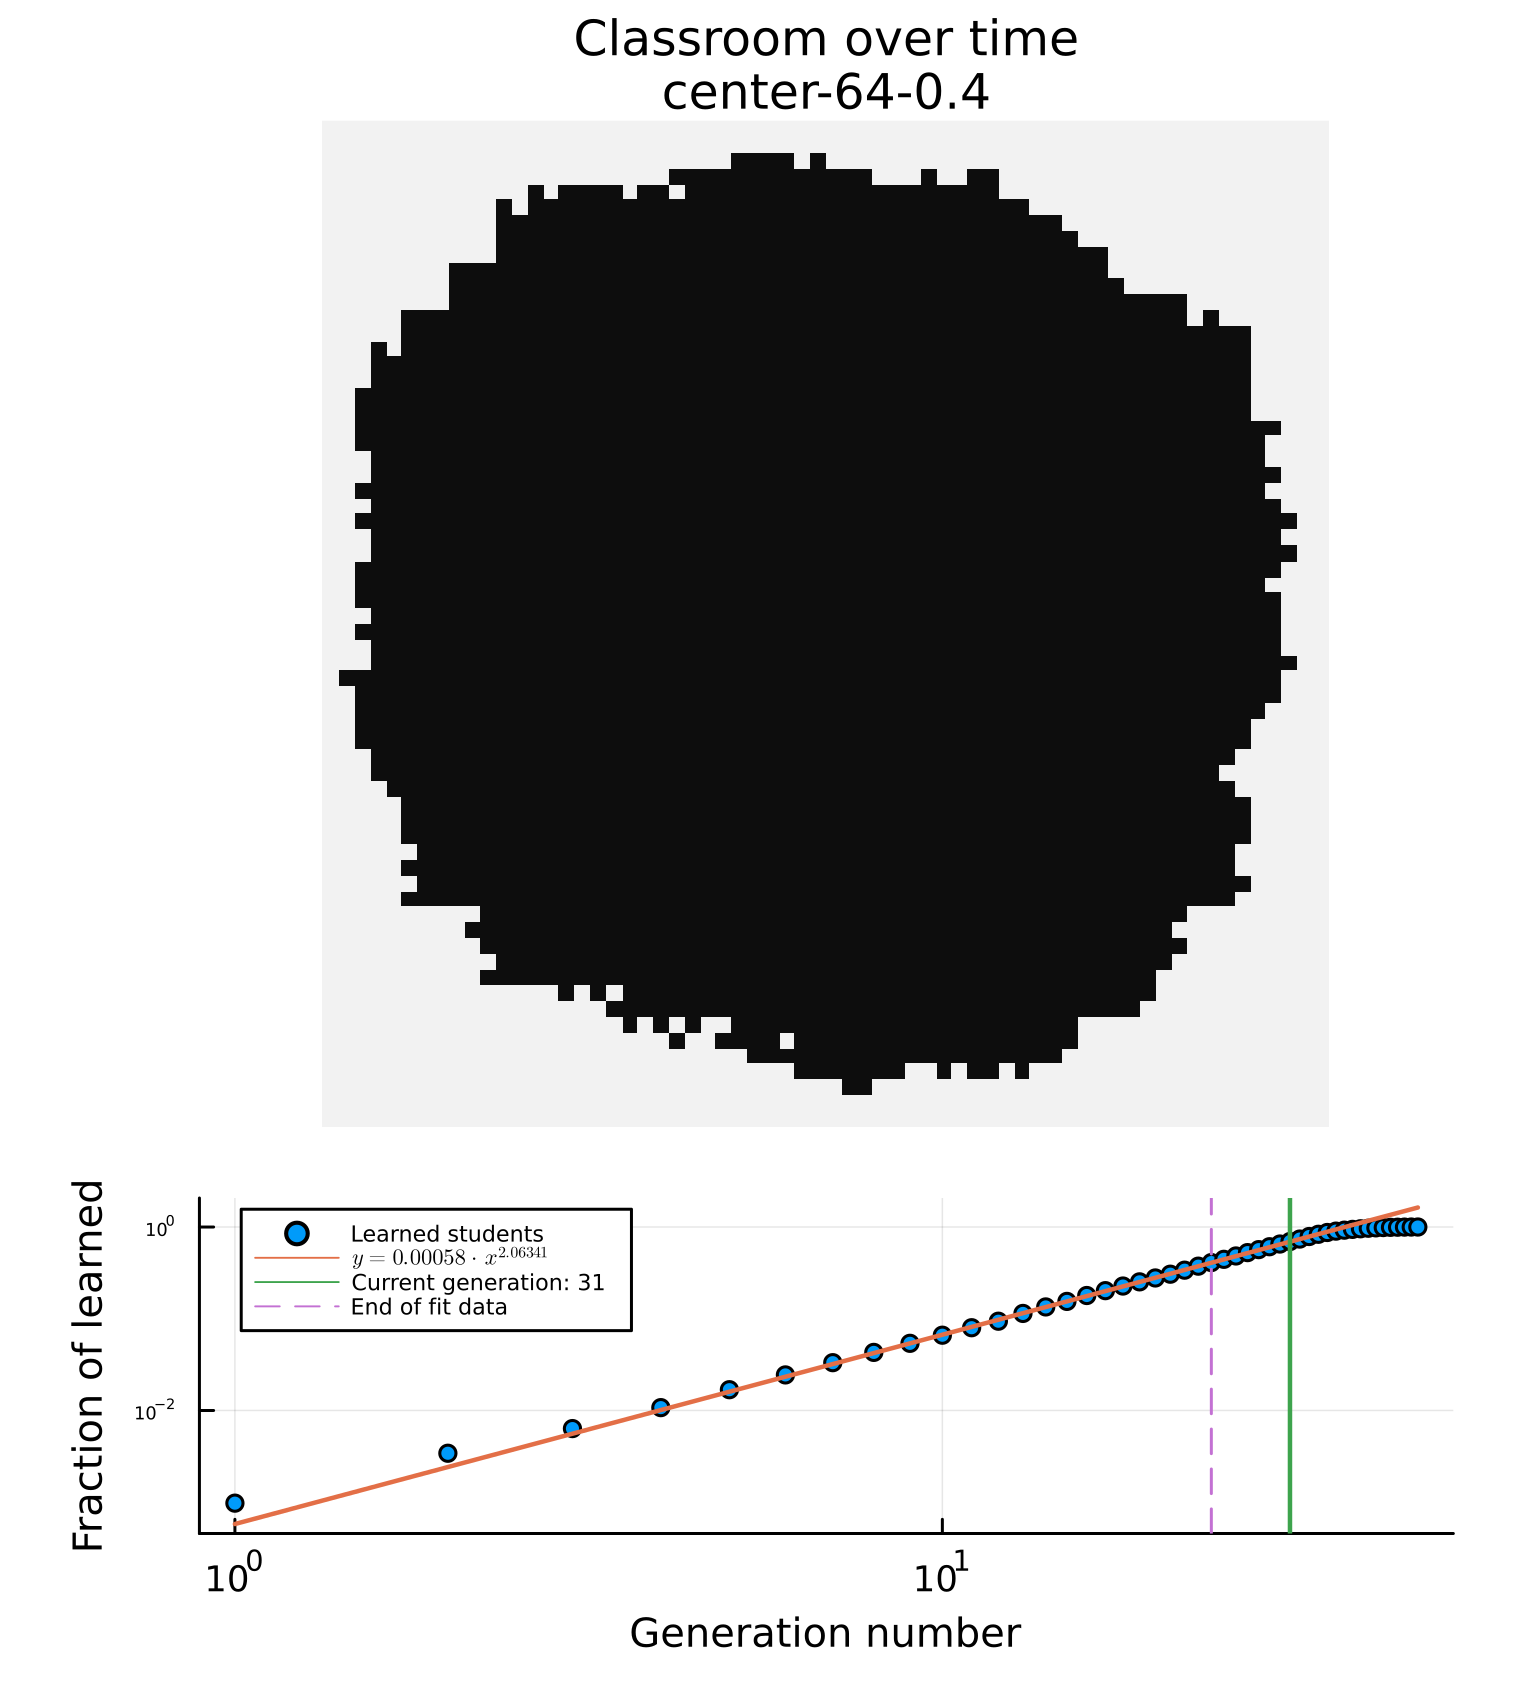 Classroom over time
center-64-0.4
Fraction of learned
10⁰
10⁻²
Learned students
y = 0.00058 · x^2.06341
Current generation: 31
End of fit data
10⁰
10¹
Generation number